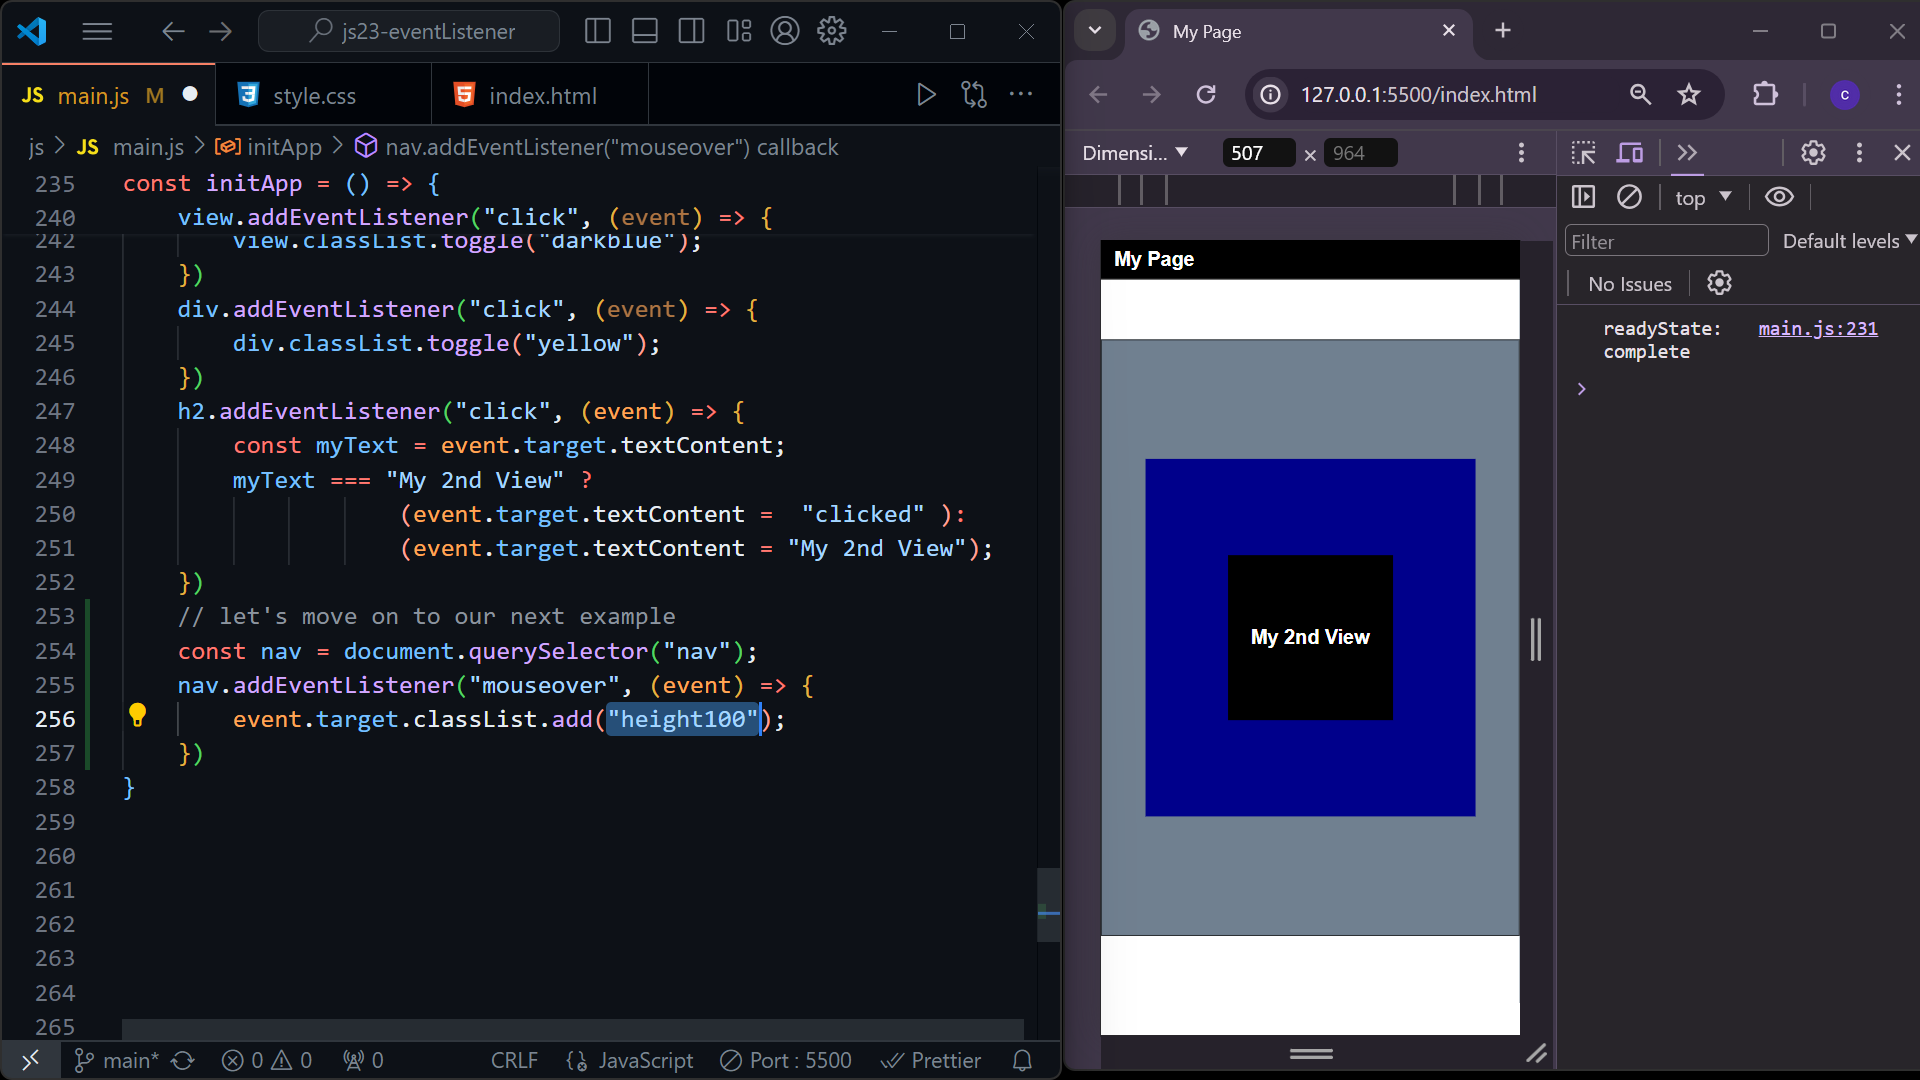 js23-eventListener
JS main.js M
style.css
index.html
js > JS main.js > initApp > nav.addEventListener("mouseover") callback
235 const initApp = () => {
240 view.addEventListener("click", (event) => {
242 view.classList.toggle("darkblue");
243 })
244 div.addEventListener("click", (event) => {
245 div.classList.toggle("yellow");
246 })
247 h2.addEventListener("click", (event) => {
248 const myText = event.target.textContent;
249 myText === "My 2nd View" ?
250 (event.target.textContent =  "clicked" ):
251 (event.target.textContent = "My 2nd View");
252 })
253 // let's move on to our next example
254 const nav = document.querySelector("nav");
255 nav.addEventListener("mouseover", (event) => {
256 event.target.classList.add("height100");
257 })
258 }
259
260
261
262
263
264
265
main* 0 0 0 CRLF JavaScript Port : 5500 Prettier
My Page
127.0.0.1:5500/index.html
c
Dimensi... 507 × 964
My Page
My 2nd View
top
Filter
Default levels
No Issues
readyState: main.js:231
complete